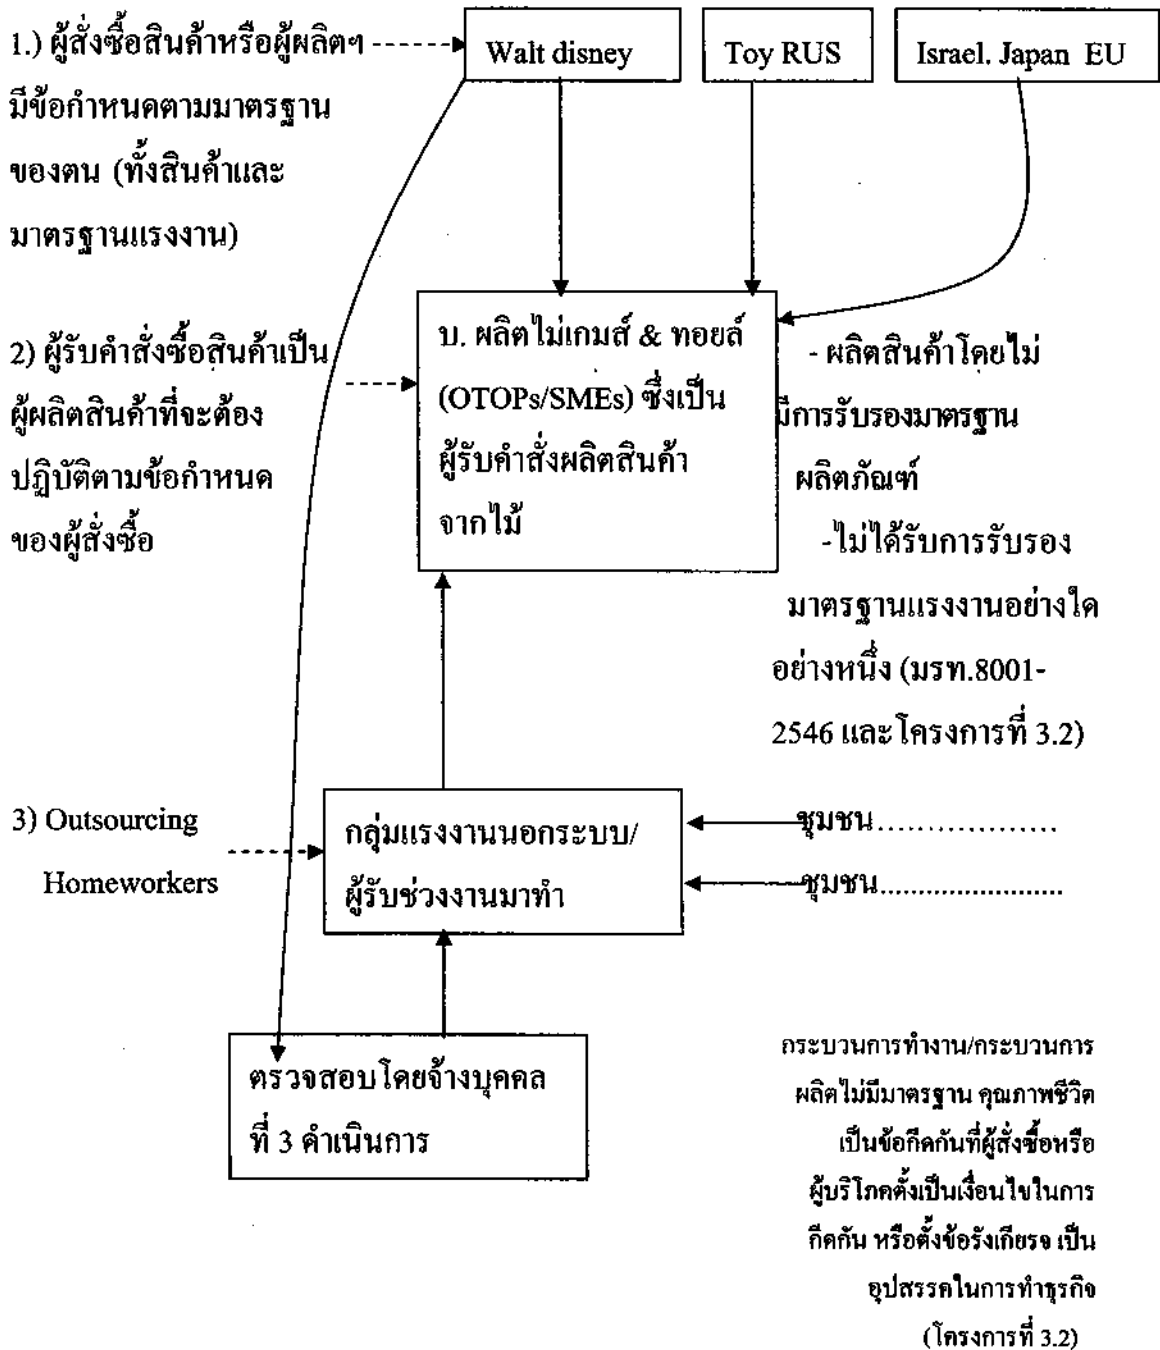 1.) ผู้สั่งซื้อสินค้าหรือผู้ผลิตฯ
มีข้อกำหนดตามมาตรฐาน
ของตน (ทั้งสินค้าและ
มาตรฐานแรงงาน)
Walt disney
Toy RUS
Israel. Japan EU
2) ผู้รับคำสั่งซื้อสินค้าเป็น
ผู้ผลิตสินค้าที่จะต้อง
ปฏิบัติตามข้อกำหนด
ของผู้สั่งซื้อ
บ. ผลิตไม่เกมส์ & ทอยล์
(OTOPs/SMEs) ซึ่งเป็น
ผู้รับคำสั่งผลิตสินค้า
จากไม้
- ผลิตสินค้าโดยไม่
มีการรับรองมาตรฐาน
ผลิตภัณฑ์
-ไม่ได้รับการรับรอง
มาตรฐานแรงงานอย่างใด
อย่างหนึ่ง (มรท.8001-
2546 และโครงการที่ 3.2)
3) Outsourcing
Homeworkers
กลุ่มแรงงานนอกระบบ/
ผู้รับช่วงงานมาทำ
ชุมชน..................
ชุมชน........................
ตรวจสอบโดยจ้างบุคคล
ที่ 3 ดำเนินการ
กระบวนการทำงาน/กระบวนการ
ผลิตไม่มีมาตรฐาน คุณภาพชีวิต
เป็นข้อกีดกันที่ผู้สั่งซื้อหรือ
ผู้บริโภคตั้งเป็นเงื่อนไขในการ
กีดกัน หรือตั้งข้อรังเกียรจ เป็น
อุปสรรคในการทำธุรกิจ
(โครงการที่ 3.2)